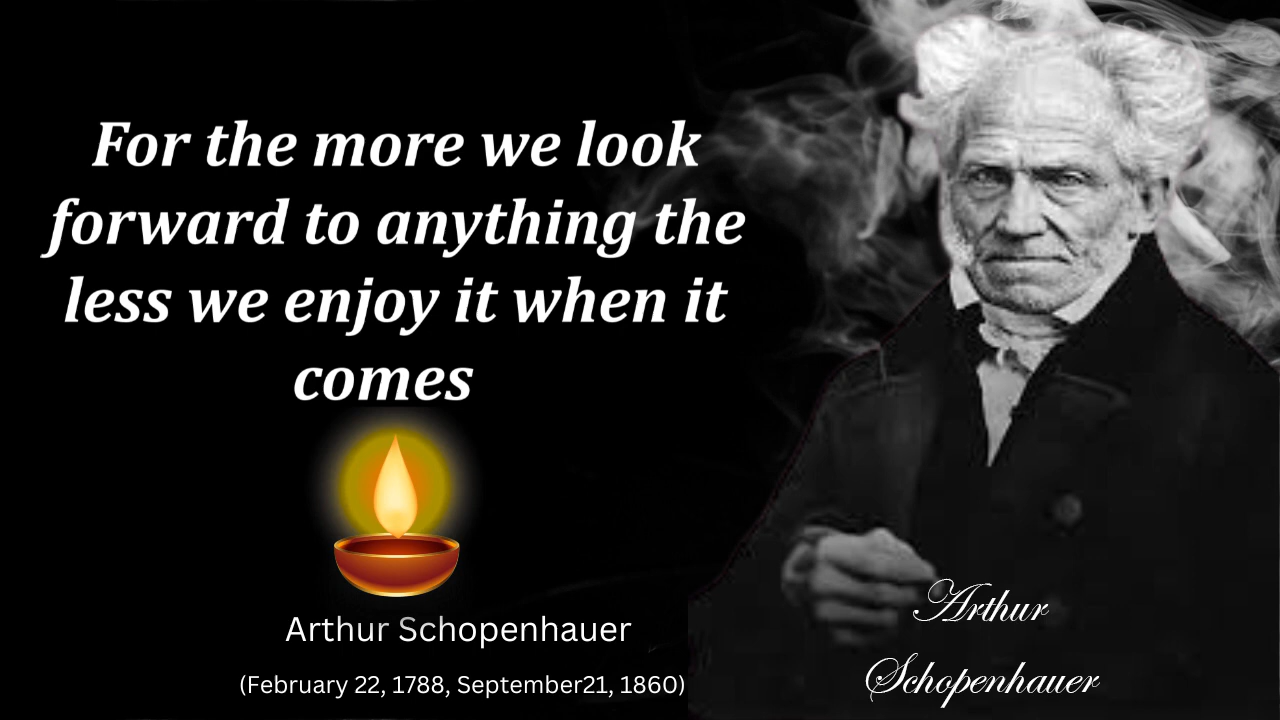 For the more we look
forward to anything the
less we enjoy it when it
comes
Arthur Schopenhauer
(February 22, 1788, September21, 1860)
Arthur
Schopenhauer